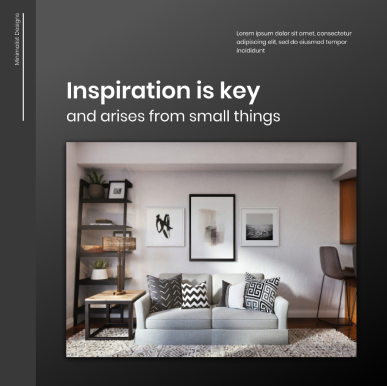 Minimalist Designs
Lorem ipsum dolor sit amet, consectetur
adipiscing elit, sed do eiusmod tempor
incididunt
Inspiration is key
and arises from small things